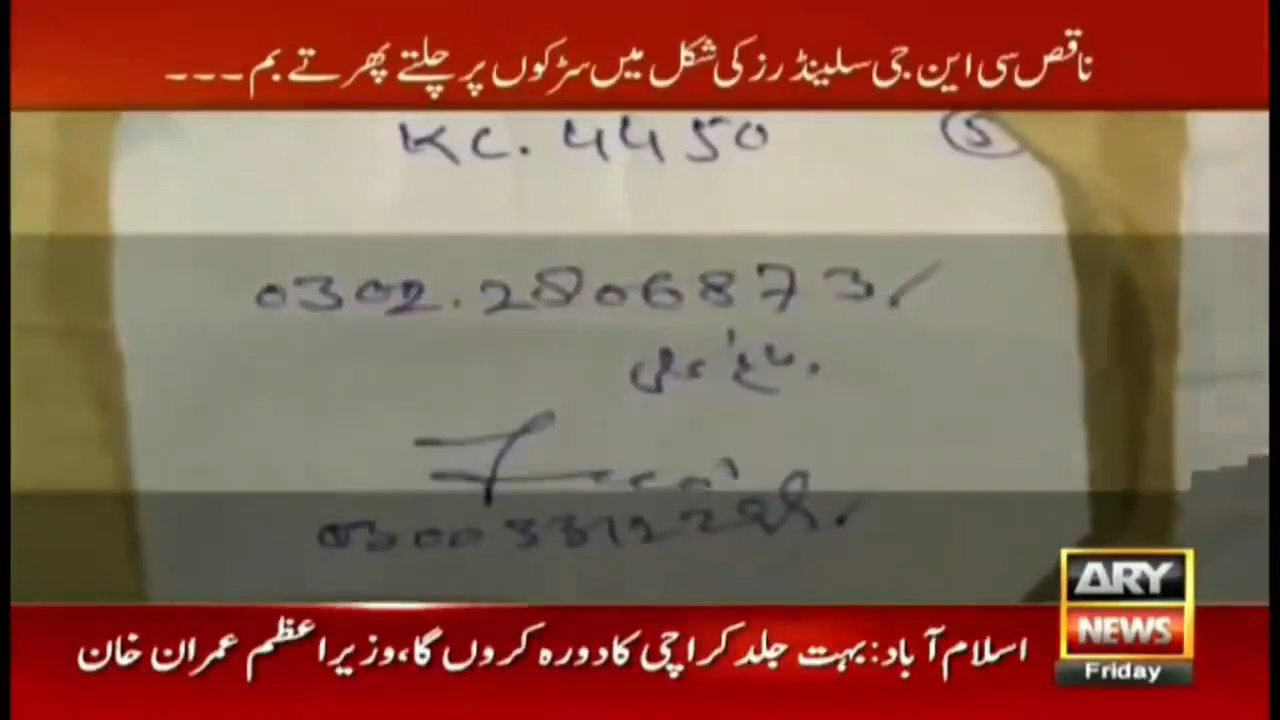 ناقص سی این جی سلینڈرز کی شکل میں سڑکوں پر چلتے پھرتے بم ---
KC. 4450
5
0302.2806873
اسلام آباد: بہت جلد کراچی کا دورہ کروں گا، وزیراعظم عمران خان
ARY
NEWS
Friday